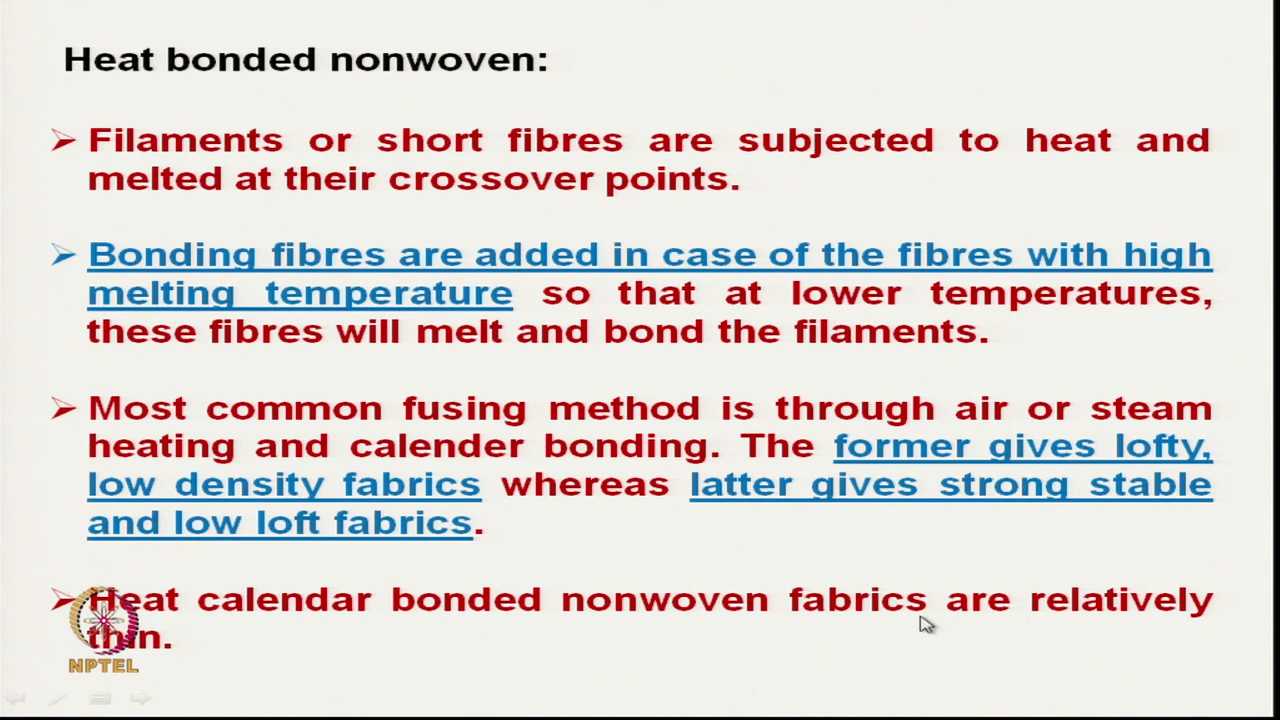 Heat bonded nonwoven:
Filaments or short fibres are subjected to heat and
melted at their crossover points.
Bonding fibres are added in case of the fibres with high
melting temperature so that at lower temperatures,
these fibres will melt and bond the filaments.
Most common fusing method is through air or steam
heating and calender bonding. The former gives lofty,
low density fabrics whereas latter gives strong stable
and low loft fabrics.
Heat calendar bonded nonwoven fabrics are relatively
thin.
NPTEL